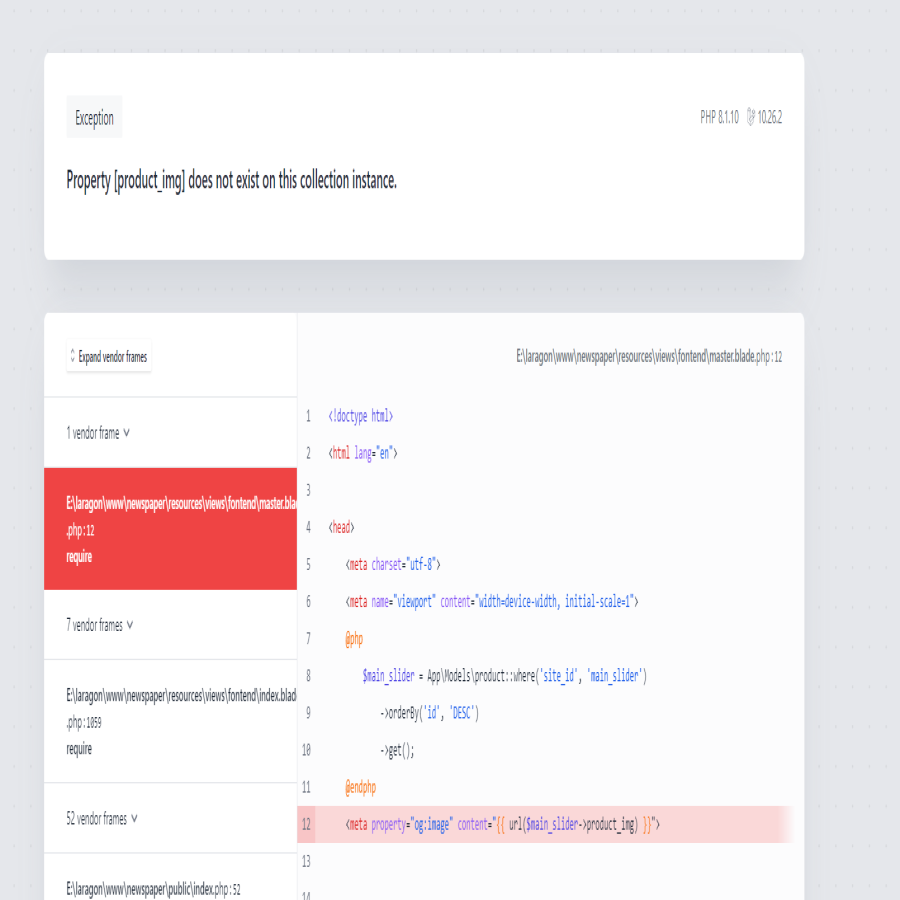 Exception
PHP 8.1.10 10.26.2
Property [product_img] does not exist on this collection instance.
Expand vendor frames
E:\laragon\www\newspaper\resources\views\fontend\master.blade.php : 12
1 vendor frame
E:\laragon\www\newspaper\resources\views\fontend\master.bla
.php : 12
require
7 vendor frames
E:\laragon\www\newspaper\resources\views\fontend\index.blad
.php : 1059
require
52 vendor frames
E:\laragon\www\newspaper\public\index.php : 52
1 <!doctype html>
2 <html lang="en">
3
4 <head>
5 <meta charset="utf-8">
6 <meta name="viewport" content="width=device-width, initial-scale=1">
7 @php
8 $main_slider = App\Models\product::where('site_id', 'main_slider')
9 ->orderBy('id', 'DESC')
10 ->get();
11 @endphp
12 <meta property="og:image" content="{{ url($main_slider->product_img) }}">
13
14